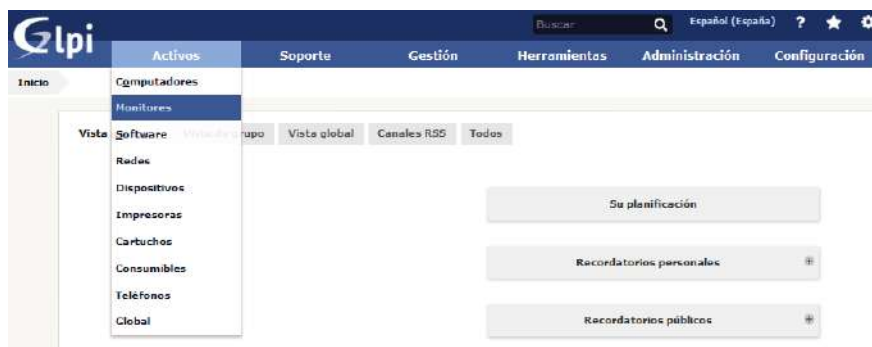 Glpi
Buscar Español (España) ?
Activos Soporte Gestión Herramientas Administración Configuración
Inicio
Computadores
Monitores
Vista Software grupo Vista global Canales RSS Todos
Redes
Dispositivos
Su planificación
Impresoras
Cartuchos
Recordatorios personales
Consumibles
Teléfonos
Recordatorios públicos
Global